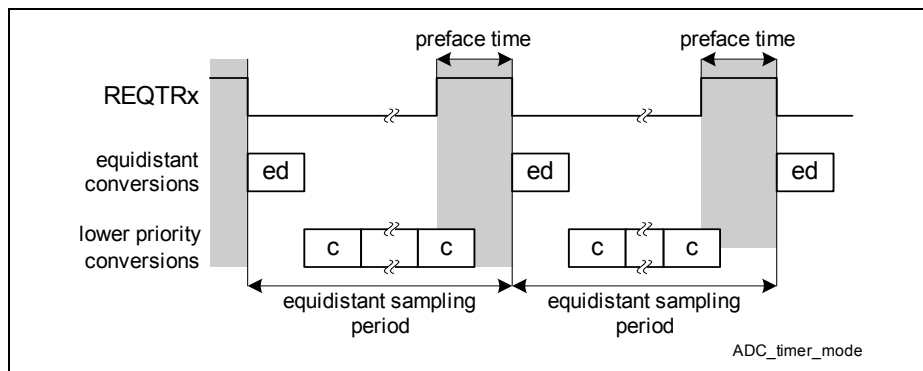 preface time
preface time
REQTRx
equidistant
conversions
ed
ed
ed
lower priority
conversions
c
c
c
c
equidistant sampling
period
equidistant sampling
period
ADC_timer_mode